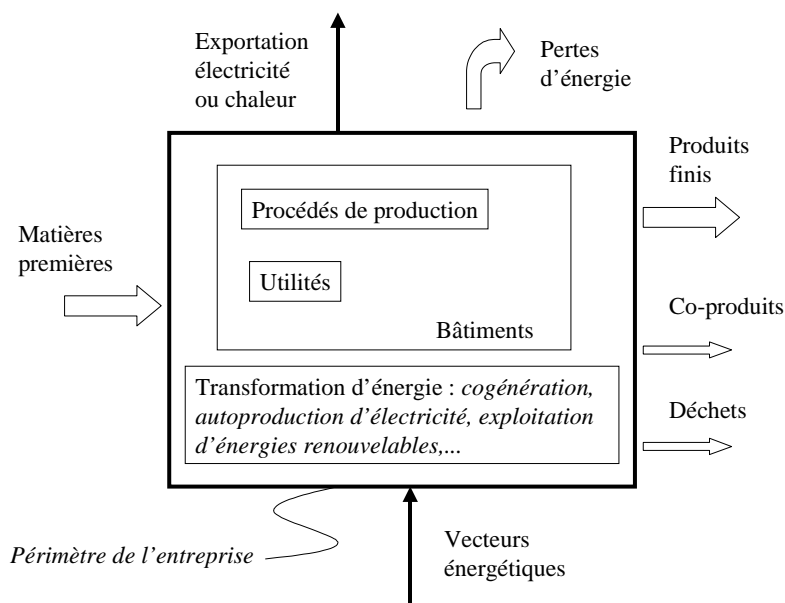 Exportation
électricité
ou chaleur
Pertes
d’énergie
Produits
finis
Procédés de production
Matières
premières
Utilités
Co-produits
Bâtiments
Transformation d’énergie : cogénération,
autoproduction d’électricité, exploitation
d’énergies renouvelables,...
Déchets
Périmètre de l’entreprise
Vecteurs
énergétiques